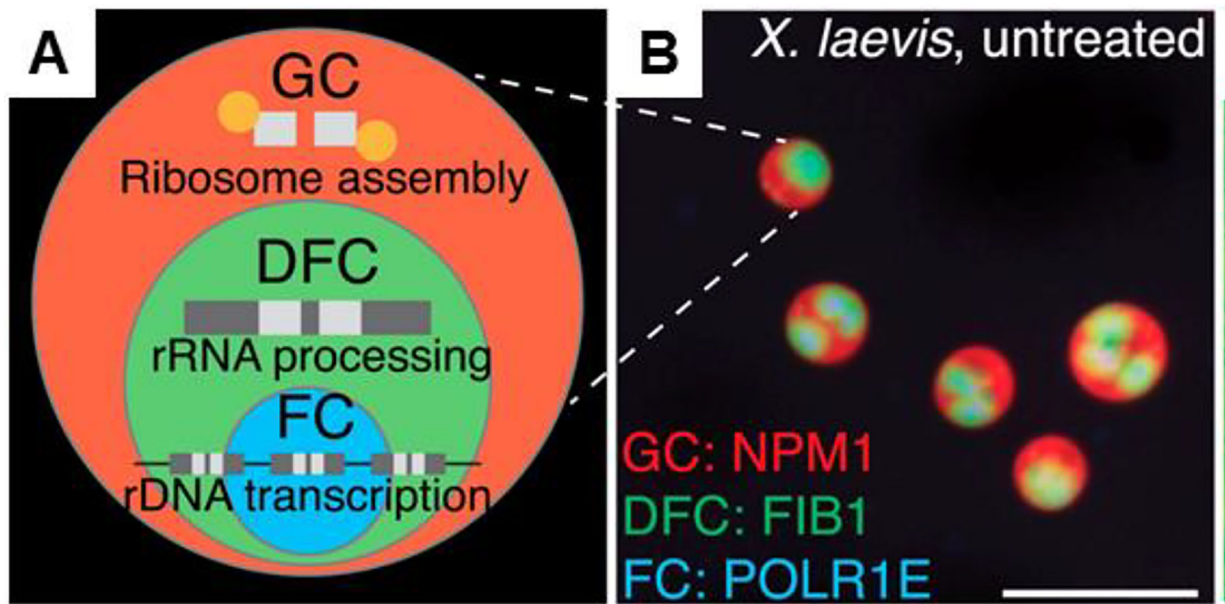 A
GC
Ribosome assembly
DFC
rRNA processing
FC
rDNA transcription
B
X. laevis, untreated
GC: NPM1
DFC: FIB1
FC: POLR1E